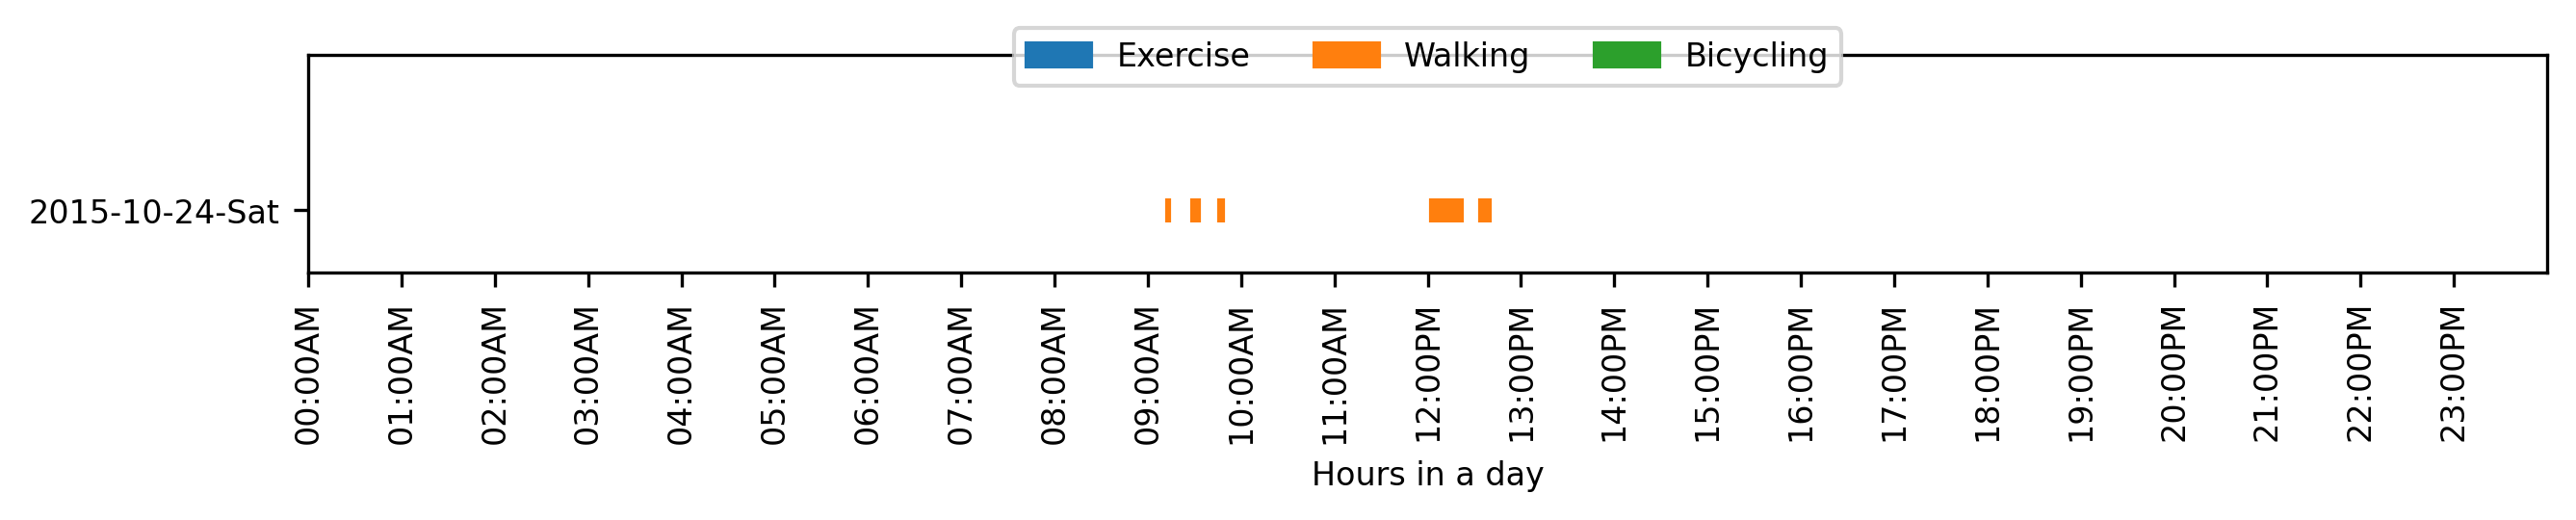 Exercise Walking Bicycling
2015-10-24-Sat
00:00AM 01:00AM 02:00AM 03:00AM 04:00AM 05:00AM 06:00AM 07:00AM 08:00AM 09:00AM 10:00AM 11:00AM 12:00PM 13:00PM 14:00PM 15:00PM 16:00PM 17:00PM 18:00PM 19:00PM 20:00PM 21:00PM 22:00PM 23:00PM
Hours in a day